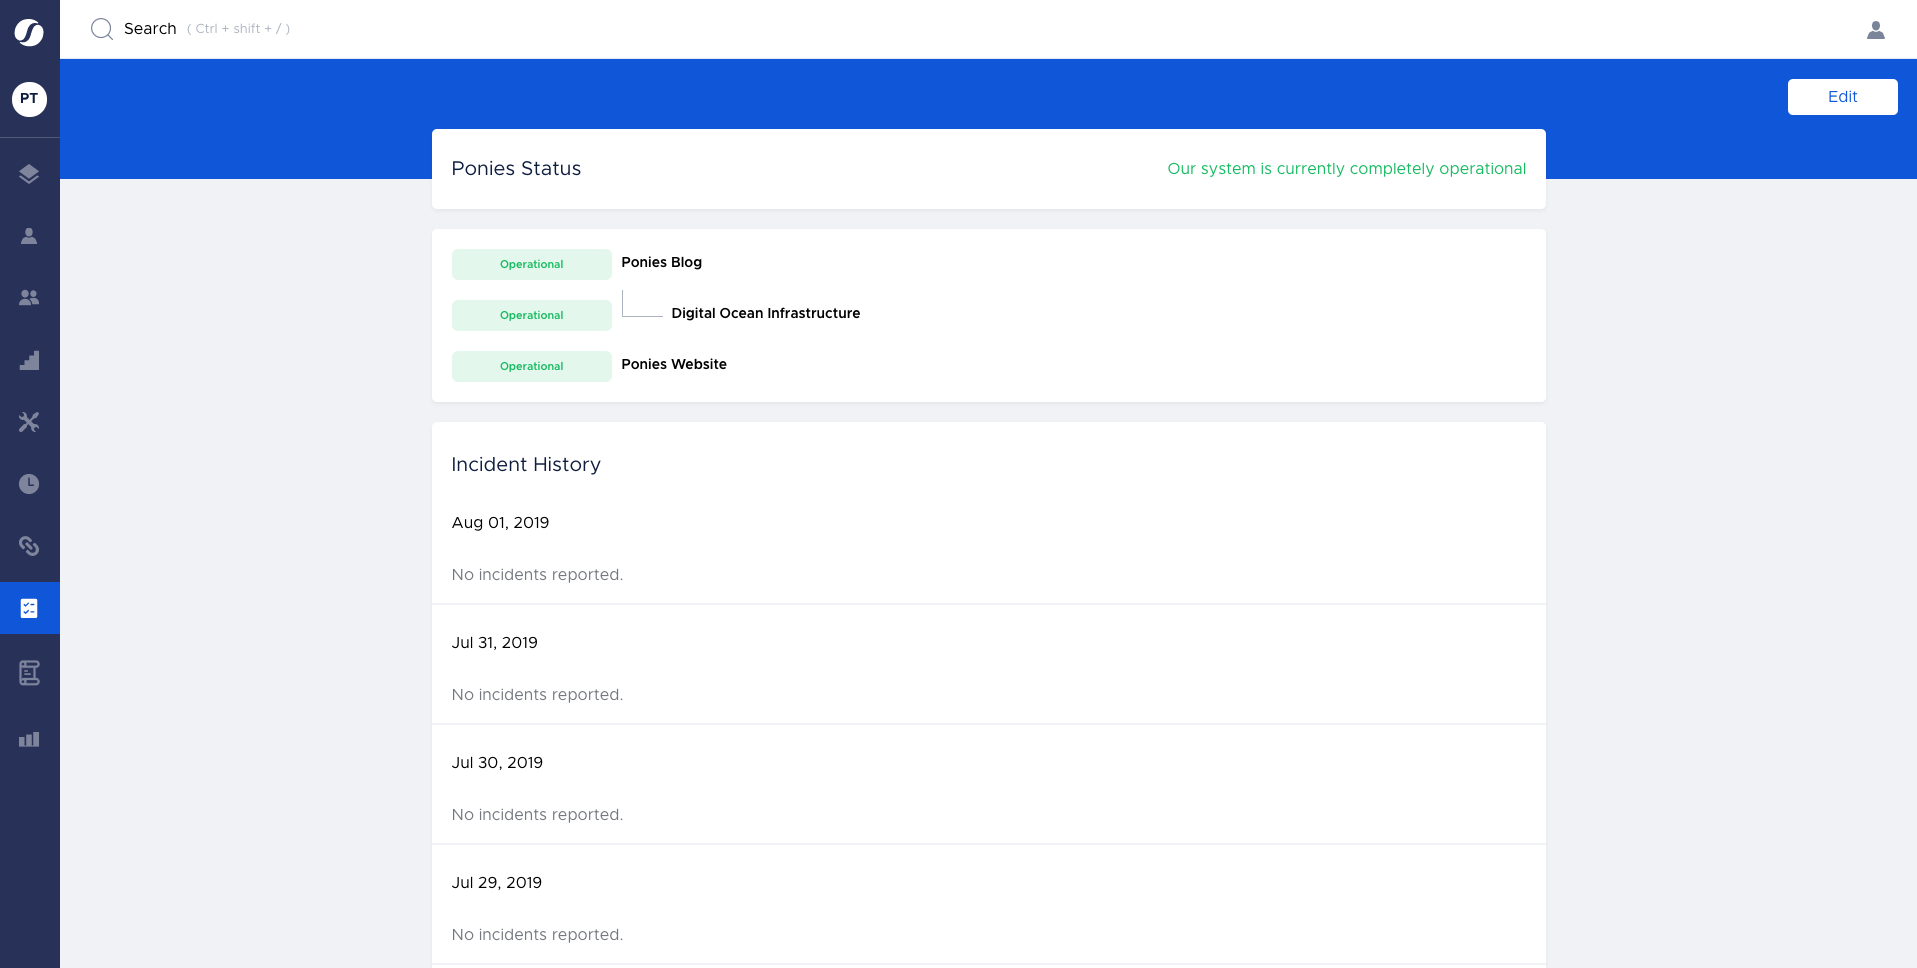 Search ( Ctrl + shift + / )
PT
Edit
Ponies Status
Our system is currently completely operational
Operational Ponies Blog
Operational Digital Ocean Infrastructure
Operational Ponies Website
Incident History
Aug 01, 2019
No incidents reported.
Jul 31, 2019
No incidents reported.
Jul 30, 2019
No incidents reported.
Jul 29, 2019
No incidents reported.